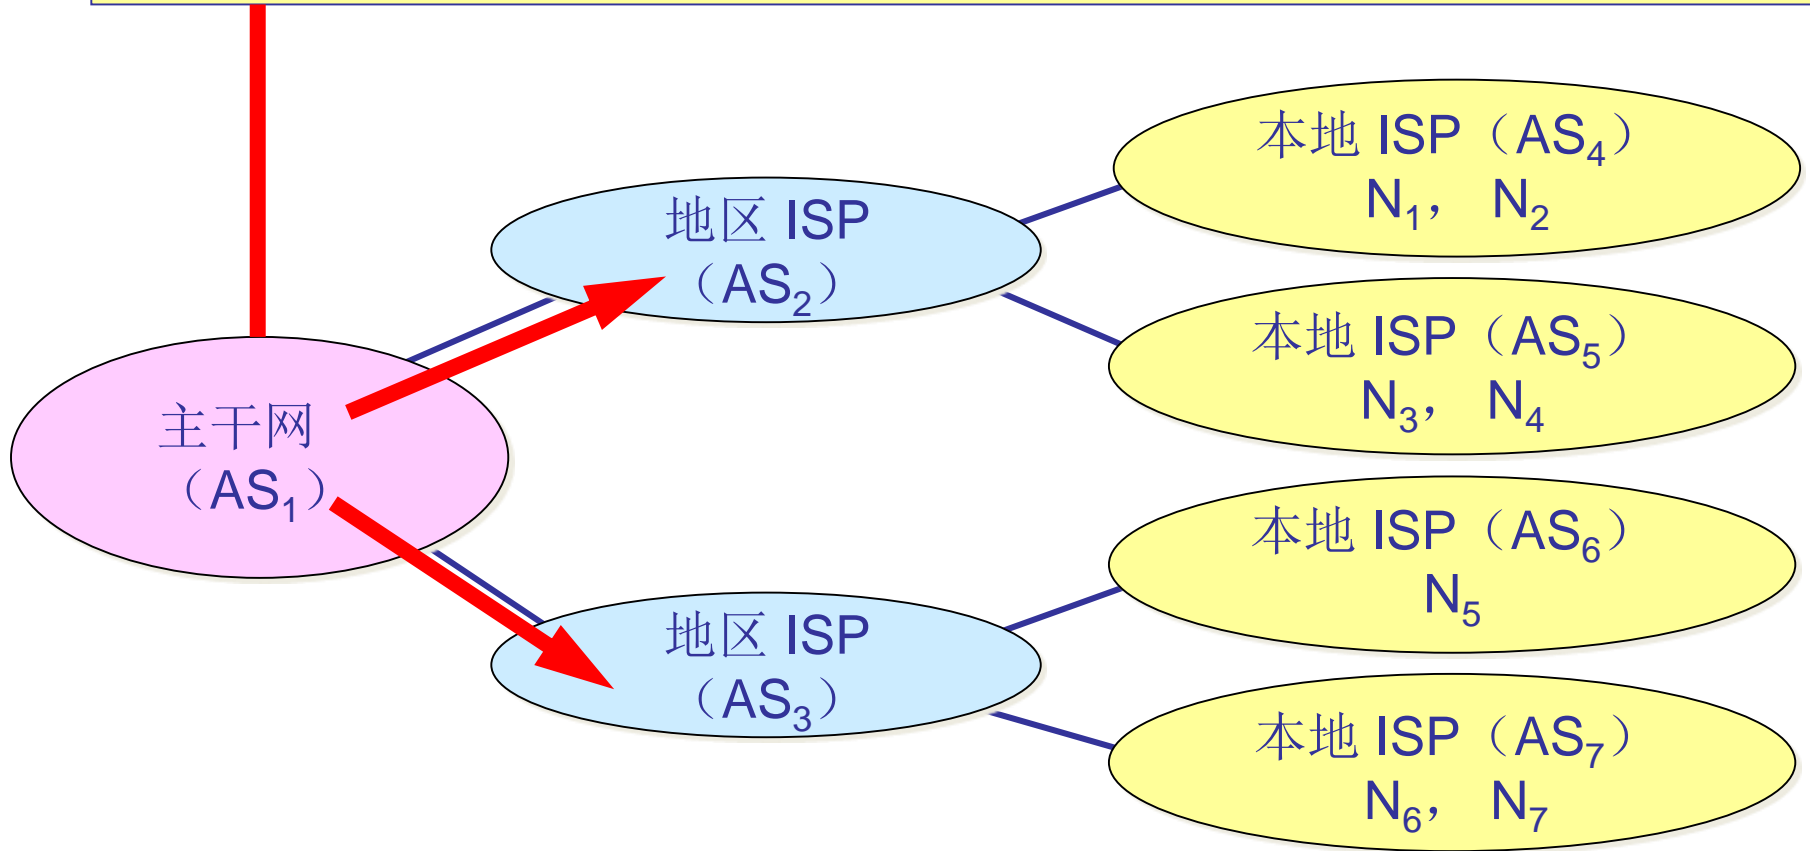 本地 ISP（AS₄）
N₁， N₂
地区 ISP
（AS₂）
本地 ISP（AS₅）
N₃， N₄
主干网
（AS₁）
本地 ISP（AS₆）
N₅
地区 ISP
（AS₃）
本地 ISP（AS₇）
N₆， N₇